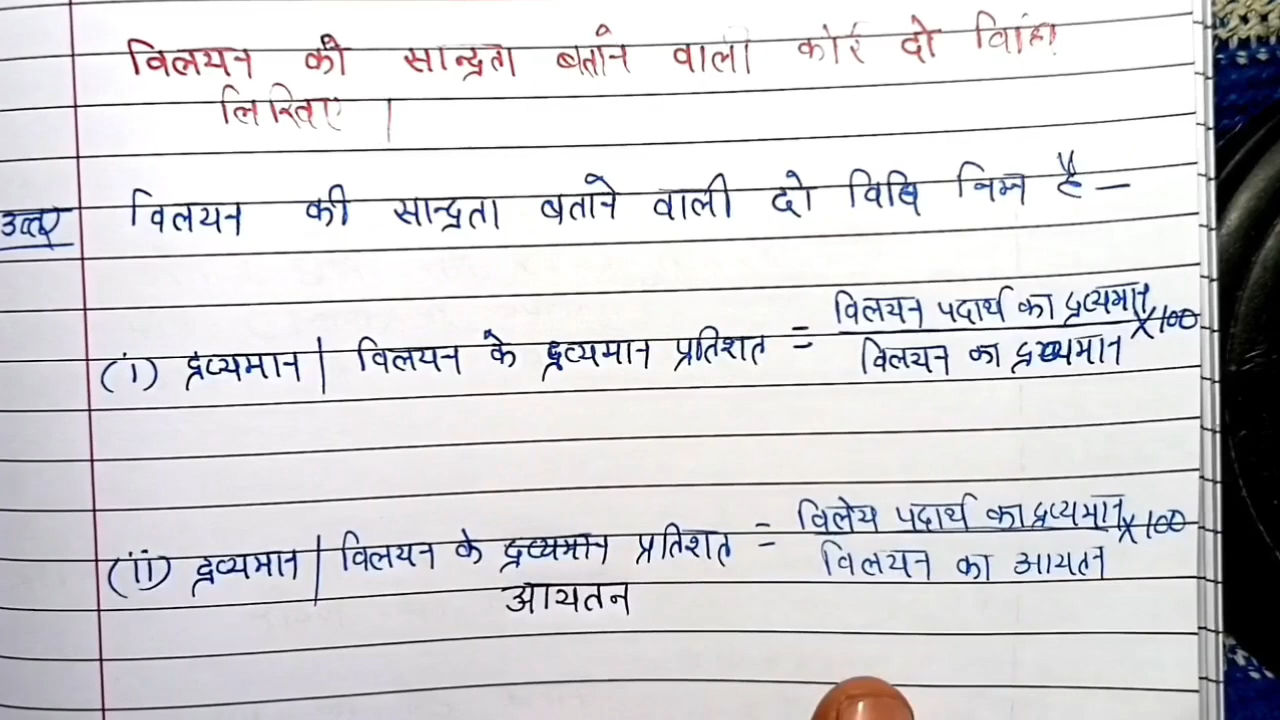 विलयन की सान्द्रता बताने वाली कोई दो विधि
लिखिए |
उत्तर विलयन की सान्द्रता बताने वाली दो विधि निम्न है —
(i) द्रव्यमान | विलयन के द्रव्यमान प्रतिशत = विलयन पदार्थ का द्रव्यमान ×100
विलयन का द्रव्यमान
(ii) द्रव्यमान | विलयन के द्रव्यमान प्रतिशत = विलेय पदार्थ का द्रव्यमान ×100
आयतन विलयन का आयतन